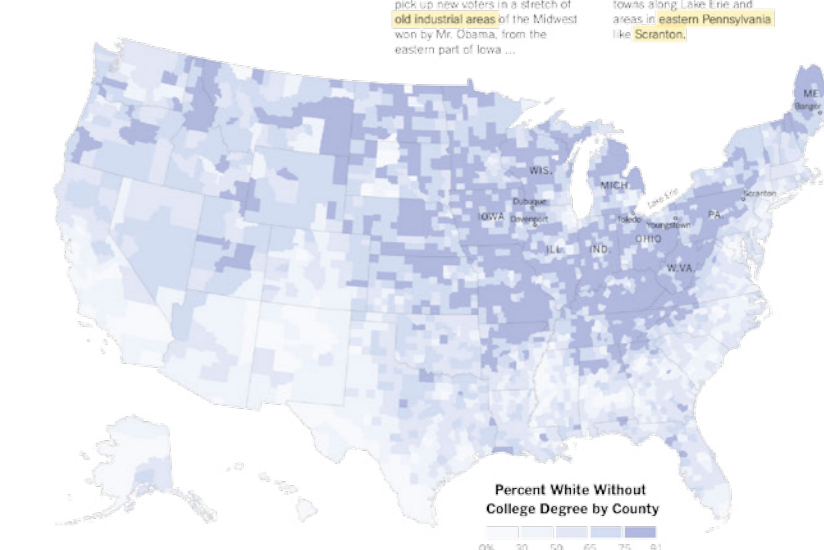 pick up new voters in a stretch of
old industrial areas of the Midwest
won by Mr. Obama, from the
eastern part of Iowa ...
towns along Lake Erie and
areas in eastern Pennsylvania
like Scranton.
ME.
Bangor
WIS.
MICH.
Lake Erie
Scranton
Dubuque
IOWA
Davenport
Toledo
Youngstown
PA.
ILL.
IND.
OHIO
W.VA.
Percent White Without
College Degree by County
0% 30 50 65 75 91